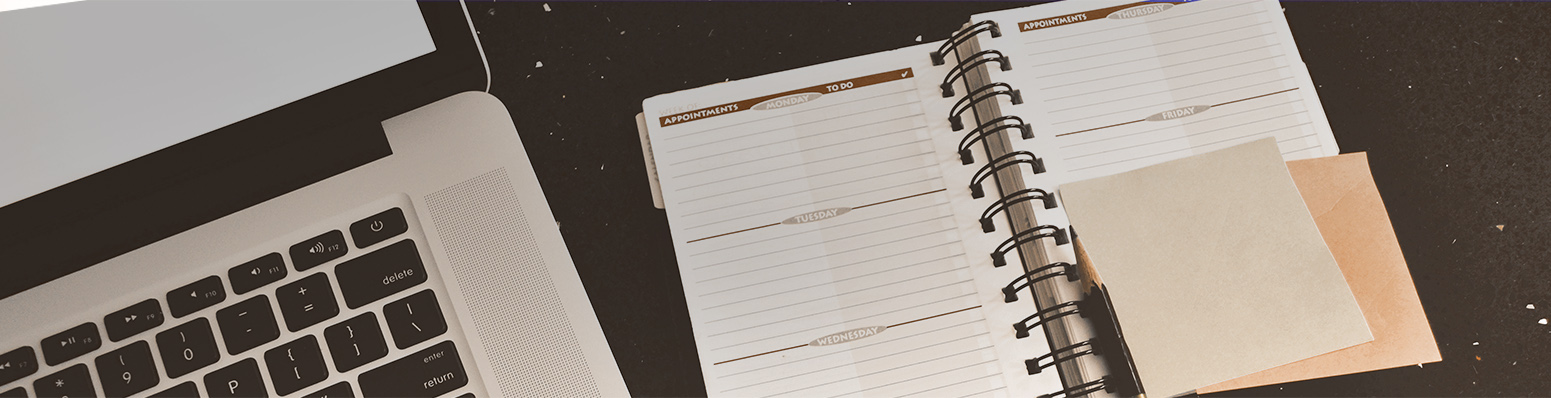 APPOINTMENTS MONDAY TO DO ✓
TUESDAY
WEDNESDAY
APPOINTMENTS THURSDAY
FRIDAY
F7 F8 F9 F10 F11 F12
* ( 9 ) 0 _ - + = delete
P { [ } ] | \
enter
return